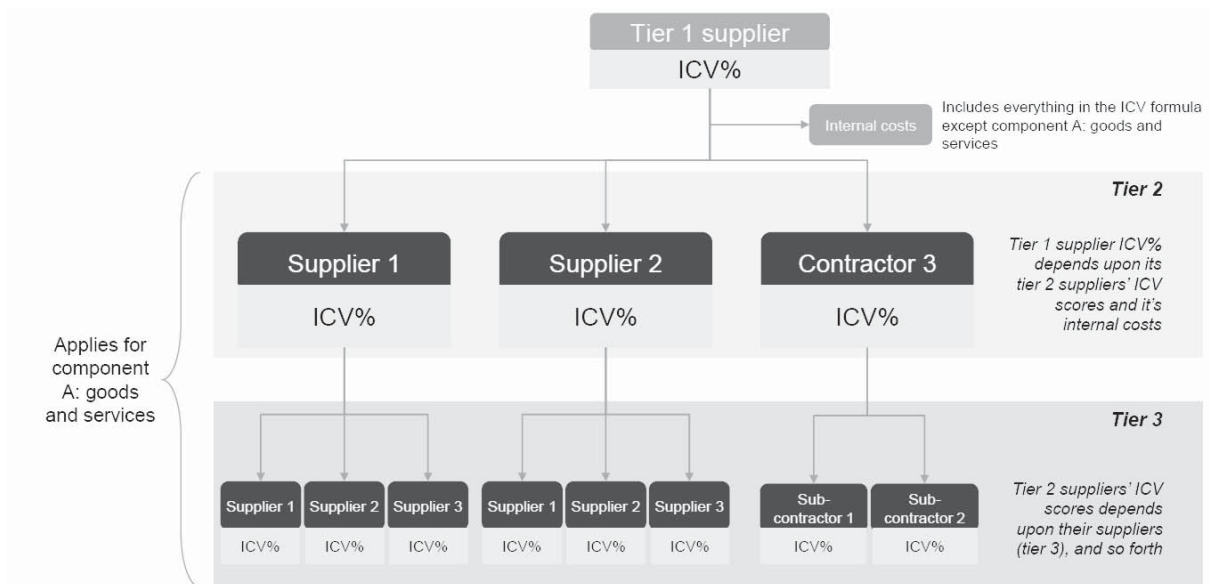 Tier 1 supplier
ICV%
Internal costs
Includes everything in the ICV formula
except component A: goods and
services
Tier 2
Supplier 1
ICV%
Supplier 2
ICV%
Contractor 3
ICV%
Tier 1 supplier ICV%
depends upon its
tier 2 suppliers' ICV
scores and it's
internal costs
Applies for
component
A: goods
and services
Tier 3
Supplier 1
ICV%
Supplier 2
ICV%
Supplier 3
ICV%
Supplier 1
ICV%
Supplier 2
ICV%
Supplier 3
ICV%
Sub-
contractor 1
ICV%
Sub-
contractor 2
ICV%
Tier 2 suppliers' ICV
scores depends
upon their suppliers
(tier 3), and so forth